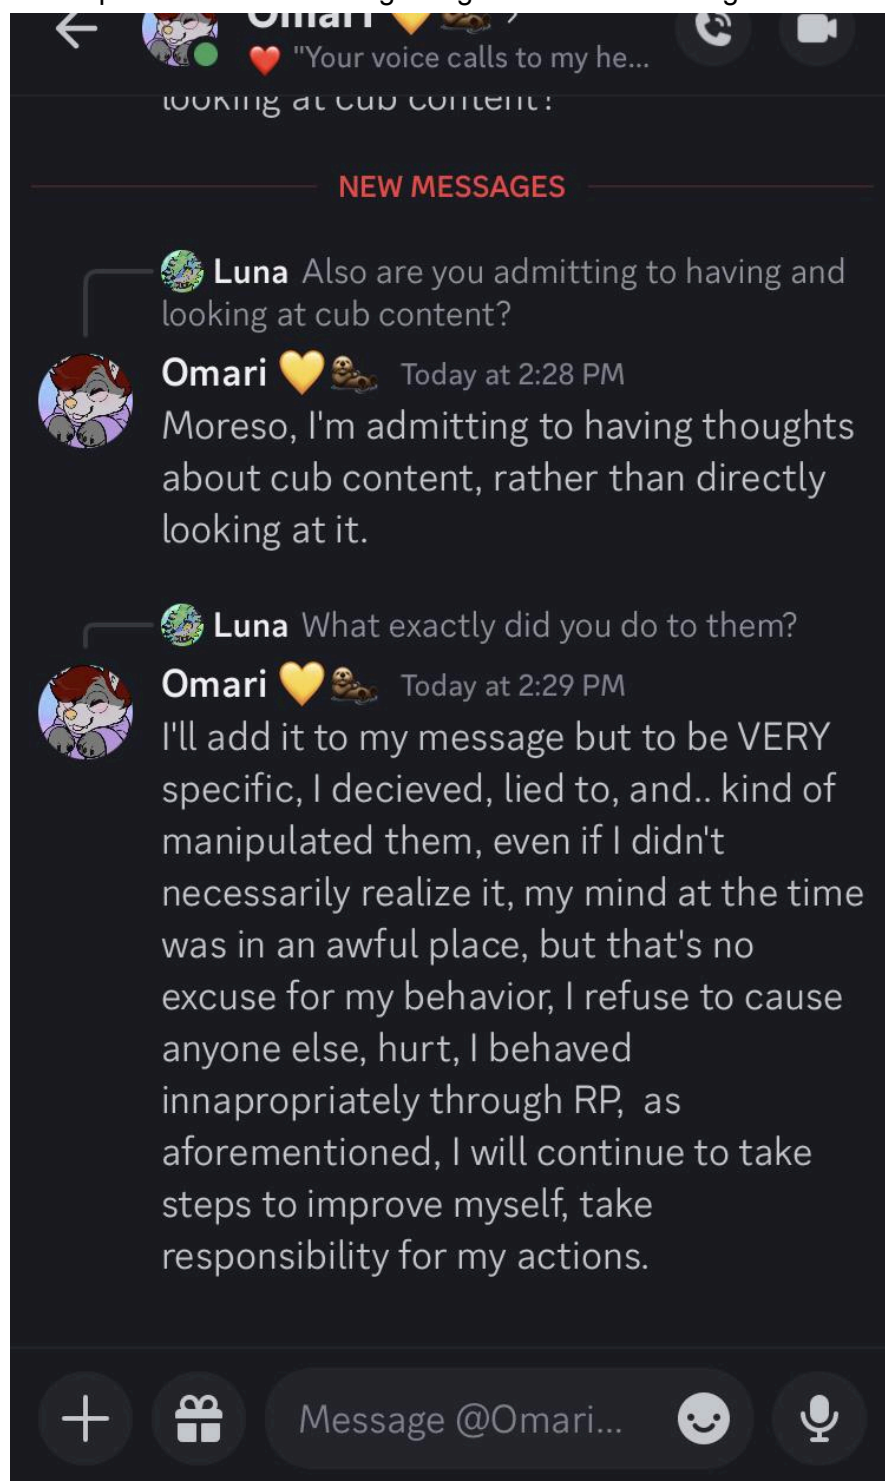 Omari 💛🦦
❤️ "Your voice calls to my he...
looking at cub content?
NEW MESSAGES
Luna Also are you admitting to having and
looking at cub content?
Omari 💛🦦 Today at 2:28 PM
Moreso, I'm admitting to having thoughts
about cub content, rather than directly
looking at it.
Luna What exactly did you do to them?
Omari 💛🦦 Today at 2:29 PM
I'll add it to my message but to be VERY
specific, I decieved, lied to, and.. kind of
manipulated them, even if I didn't
necessarily realize it, my mind at the time
was in an awful place, but that's no
excuse for my behavior, I refuse to cause
anyone else, hurt, I behaved
innapropriately through RP,  as
aforementioned, I will continue to take
steps to improve myself, take
responsibility for my actions.
Message @Omari...